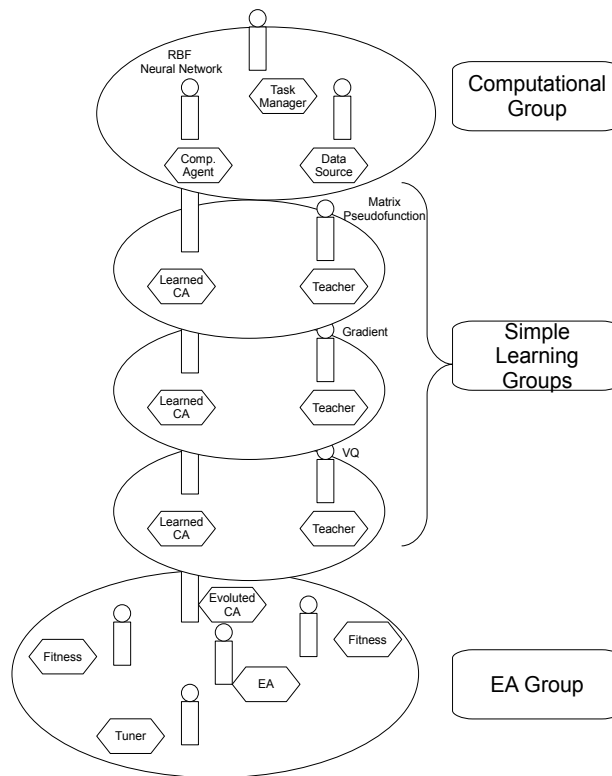 RBF
Neural Network
Task
Manager
Computational
Group
Comp.
Agent
Data
Source
Matrix
Pseudofunction
Learned
CA
Teacher
Gradient
Simple
Learning
Groups
Learned
CA
Teacher
VQ
Learned
CA
Teacher
Evoluted
CA
Fitness
Fitness
EA
EA Group
Tuner